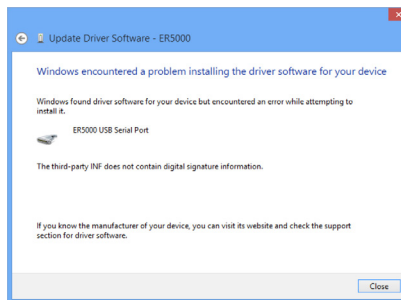 Update Driver Software - ER5000
Windows encountered a problem installing the driver software for your device
Windows found driver software for your device but encountered an error while attempting to
install it.
ER5000 USB Serial Port
The third-party INF does not contain digital signature information.
If you know the manufacturer of your device, you can visit its website and check the support
section for driver software.
Close